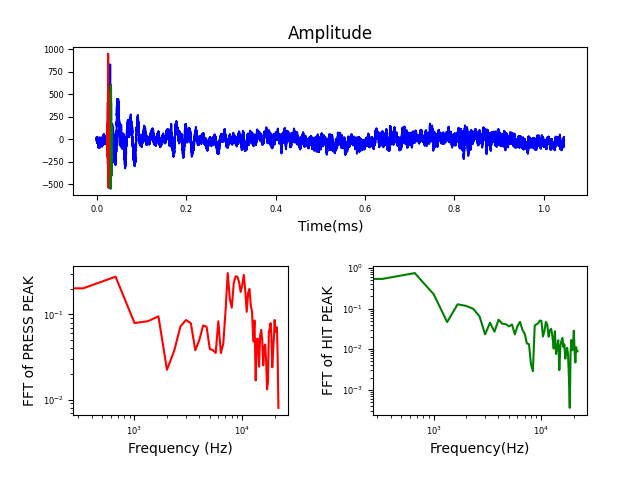 Amplitude
1000
750
500
250
0
−250
−500
0.0 0.2 0.4 0.6 0.8 1.0
Time(ms)
FFT of PRESS PEAK
10⁻¹
10⁻²
10³ 10⁴
Frequency (Hz)
FFT of HIT PEAK
10⁰
10⁻¹
10⁻²
10⁻³
10³ 10⁴
Frequency(Hz)